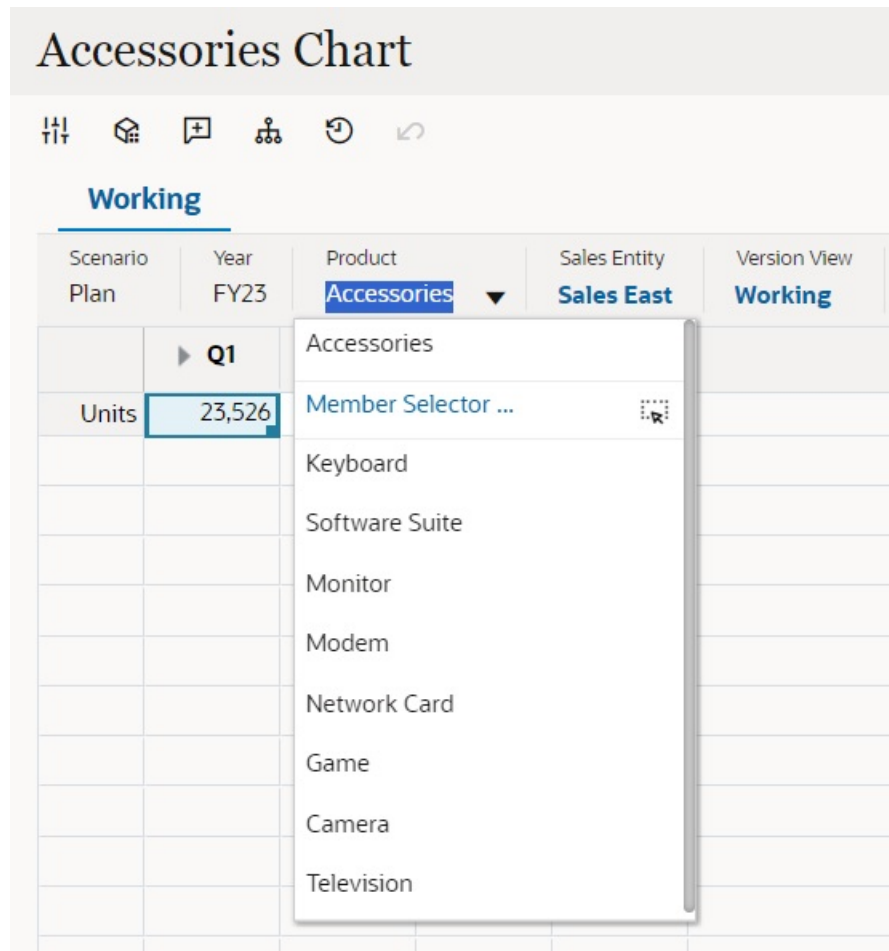 Accessories Chart
Working
Scenario Year Product Sales Entity Version View
Plan FY23 Accessories Sales East Working
Q1
Accessories
Units 23,526
Member Selector ...
Keyboard
Software Suite
Monitor
Modem
Network Card
Game
Camera
Television